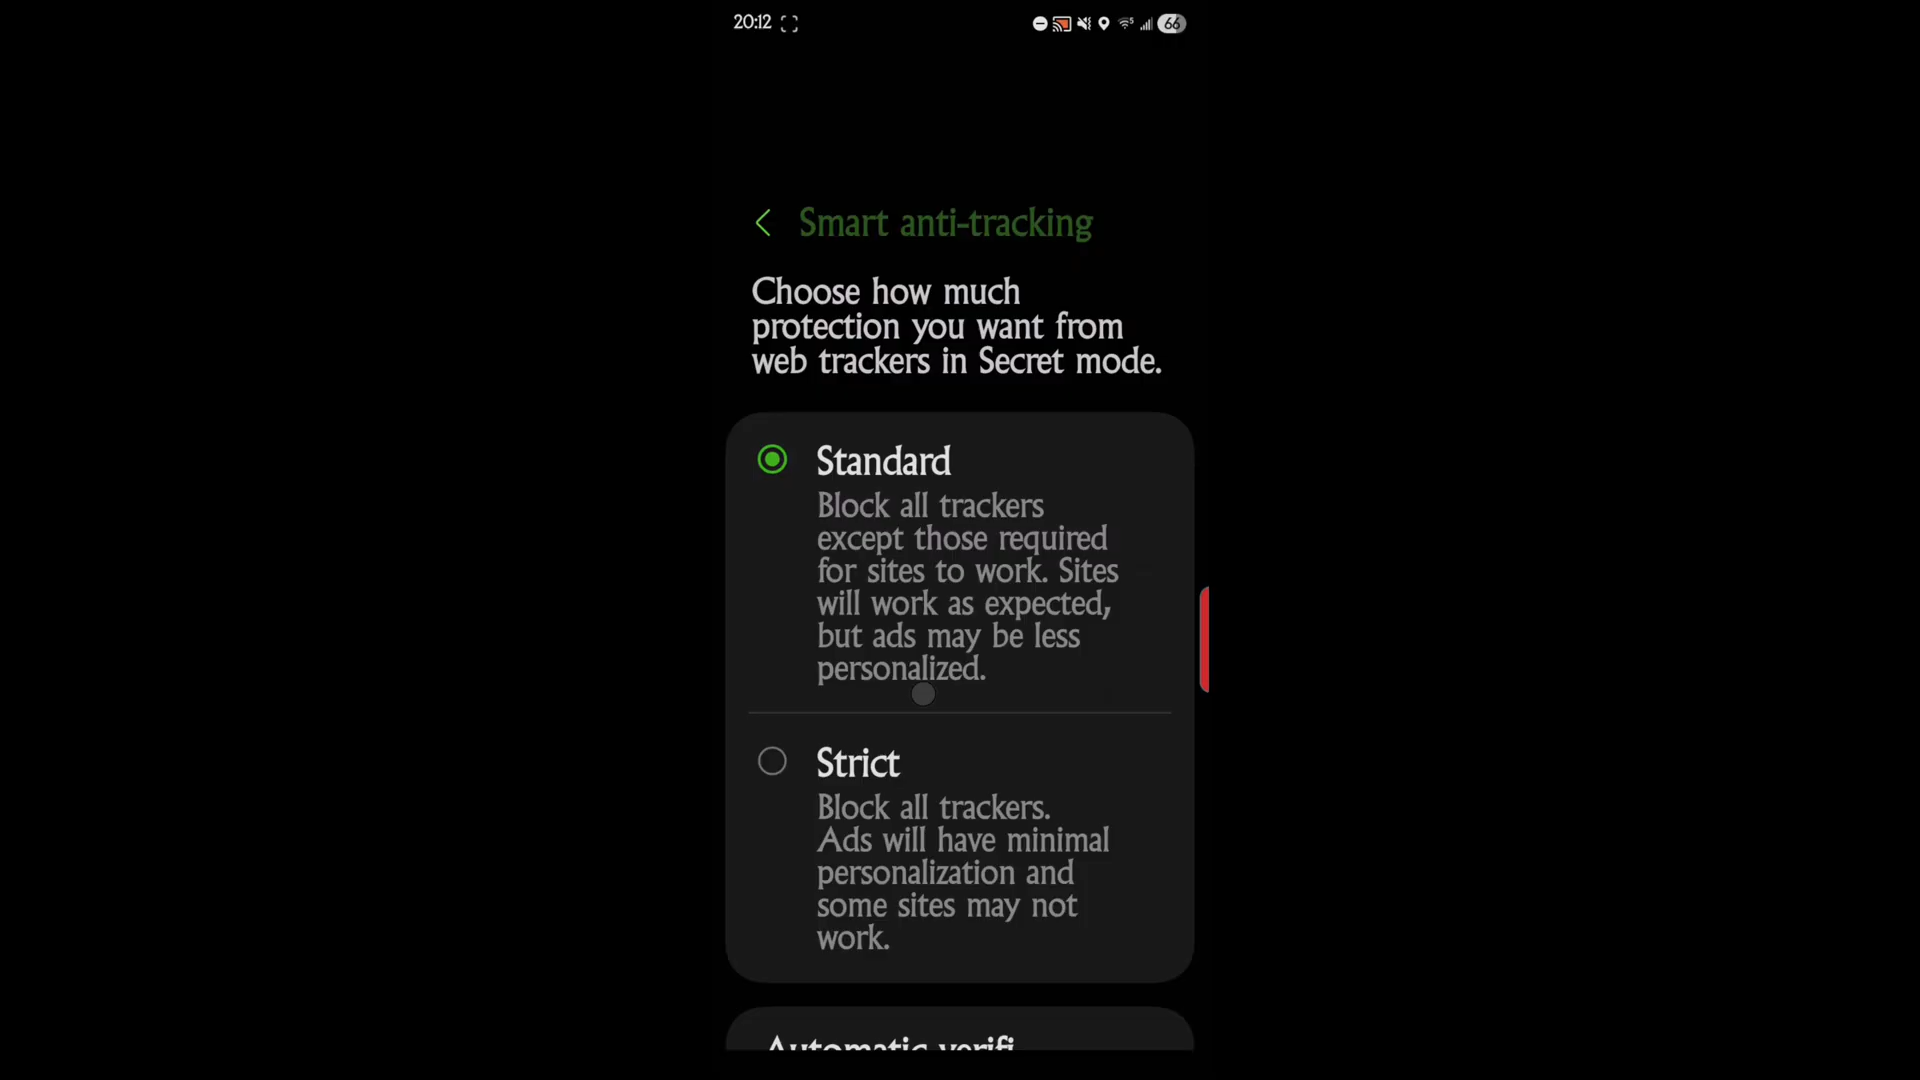 20:12
66
Smart anti-tracking
Choose how much
protection you want from
web trackers in Secret mode.
Standard
Block all trackers
except those required
for sites to work. Sites
will work as expected,
but ads may be less
personalized.
Strict
Block all trackers.
Ads will have minimal
personalization and
some sites may not
work.
Automatic verifi